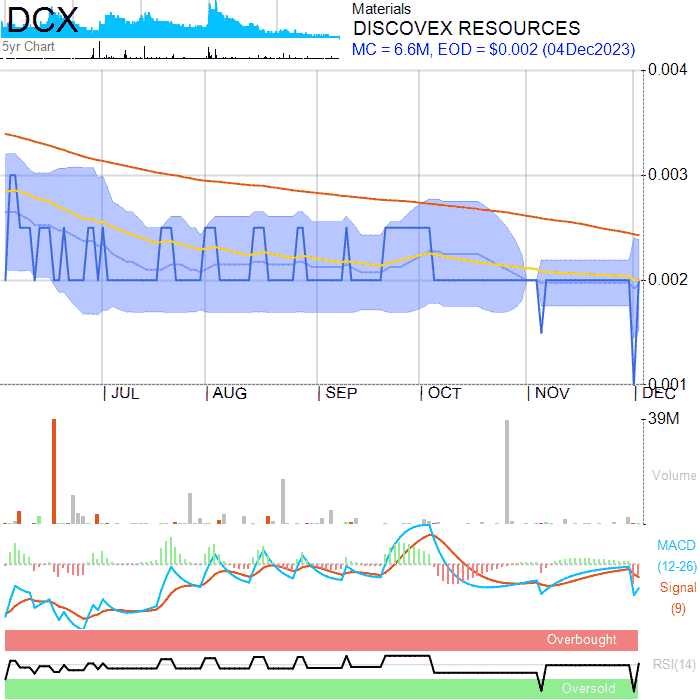 DCX
5yr Chart
Materials
DISCOVEX RESOURCES
MC = 6.6M, EOD = $0.002 (04Dec2023)
0.004
0.003
0.002
0.001
JUL AUG SEP OCT NOV DEC
39M
Volume
MACD
(12-26)
Signal
(9)
Overbought
RSI(14)
Oversold